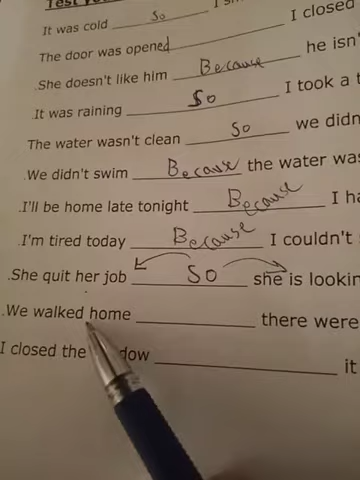 It was cold so
The door was opened I closed
.She doesn't like him Because he isn'
.It was raining So I took a t
The water wasn't clean So we didn
.We didn't swim Because the water was
.I'll be home late tonight Because I ha
.I'm tired today Because I couldn't
.She quit her job So she is lookin
.We walked home there were
I closed the dow it